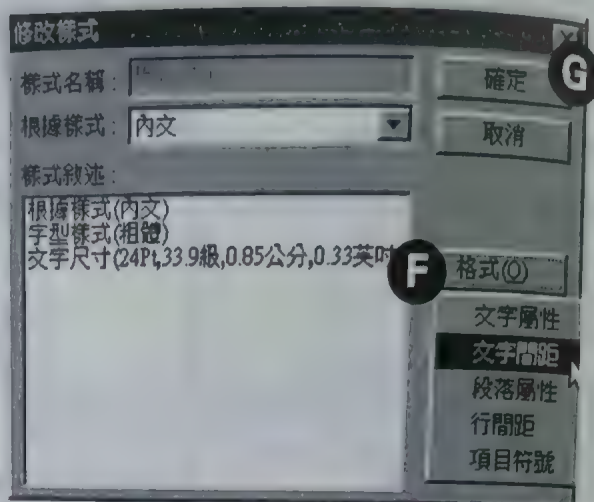 修改樣式
樣式名稱：
確定
G
根據樣式：內文
取消
樣式敘述：
根據樣式(內文)
字型樣式(粗體)
文字尺寸(24Pt,33.9級,0.85公分,0.33英吋
F
格式(O)
文字屬性
文字間距
段落屬性
行間距
項目符號